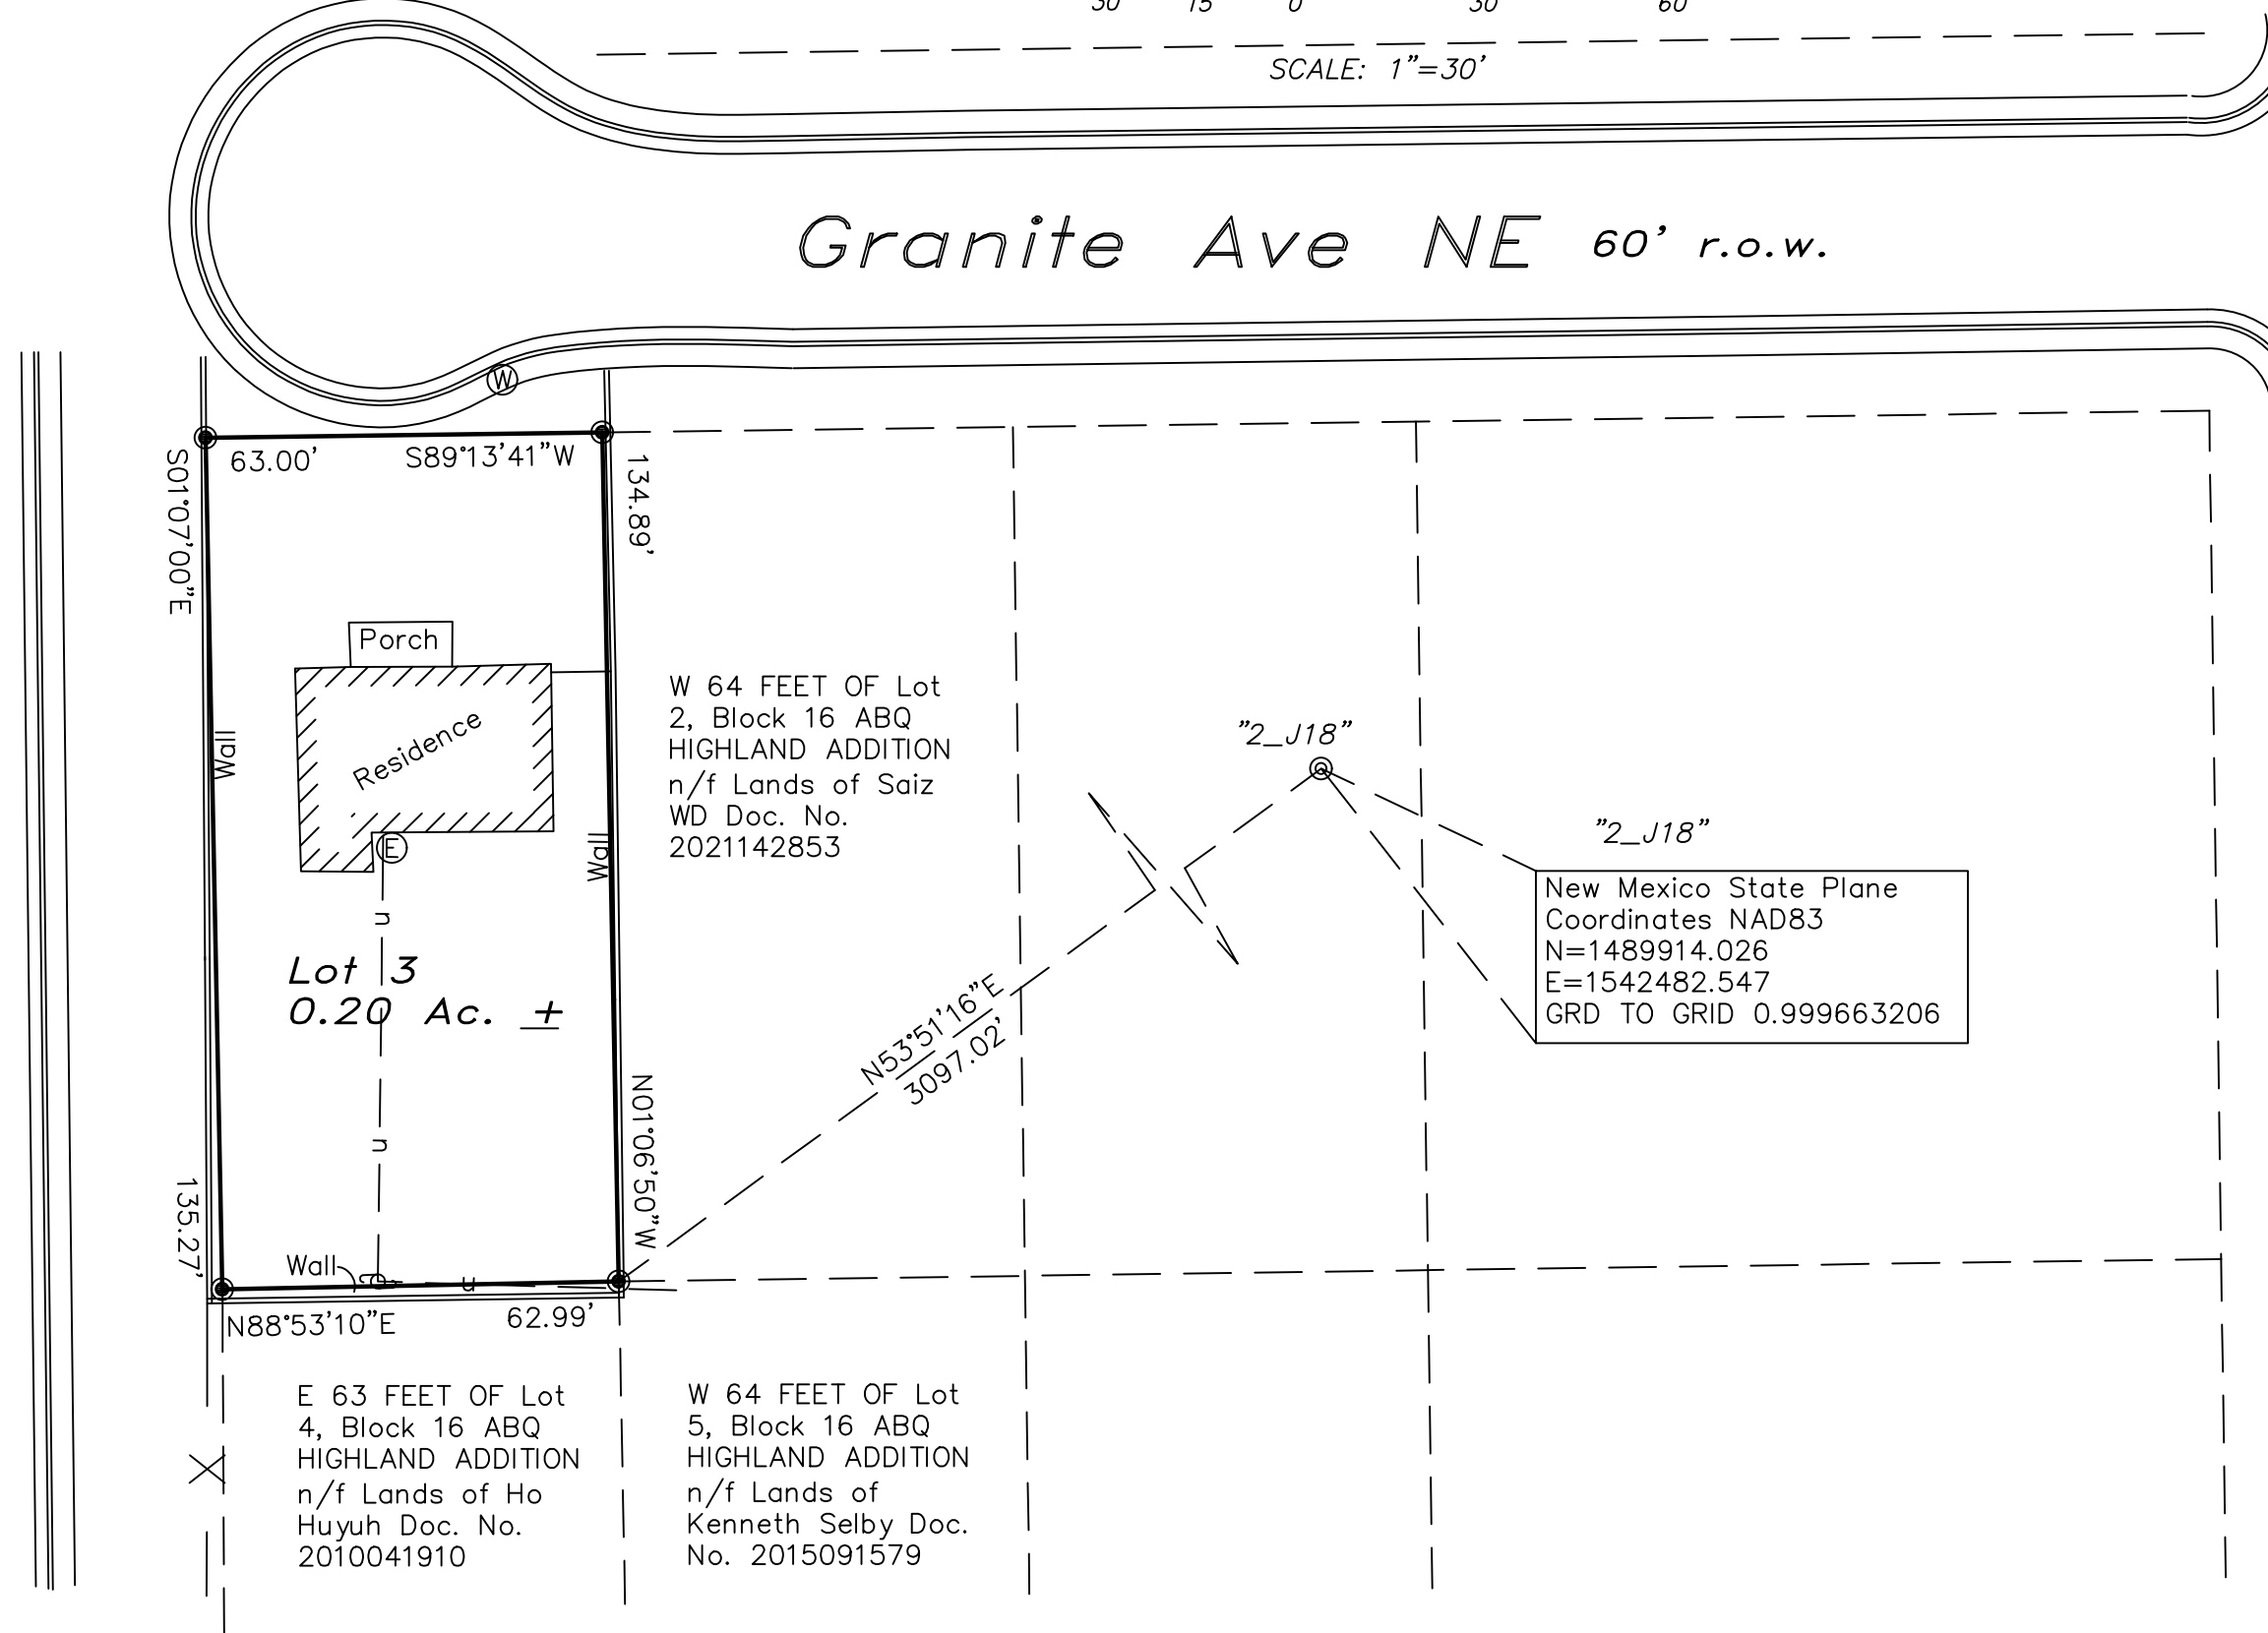 30 15 0 30 60
SCALE: 1"=30'
Granite Ave NE 60' r.o.w.
W
63.00' S89°13'41"W
S01°07'00"E
134.89'
Porch
Residence
Wall
Wall
E
n
Lot 3
0.20 Ac. ±
n
W 64 FEET OF Lot
2, Block 16 ABQ
HIGHLAND ADDITION
n/f Lands of Saiz
WD Doc. No.
2021142853
"2_J18"
"2_J18"
New Mexico State Plane
Coordinates NAD83
N=1489914.026
E=1542482.547
GRD TO GRID 0.999663206
N53°51'16"E
3097.02'
N01°06'50"W
135.27'
Wall
n
N88°53'10"E 62.99'
E 63 FEET OF Lot
4, Block 16 ABQ
HIGHLAND ADDITION
n/f Lands of Ho
Huyuh Doc. No.
2010041910
W 64 FEET OF Lot
5, Block 16 ABQ
HIGHLAND ADDITION
n/f Lands of
Kenneth Selby Doc.
No. 2015091579